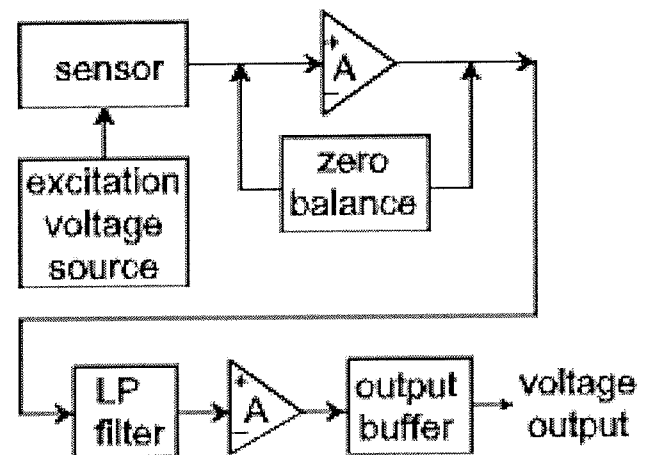 sensor
+
A
−
zero
balance
excitation
voltage
source
LP
filter
+
A
−
output
buffer
voltage
output